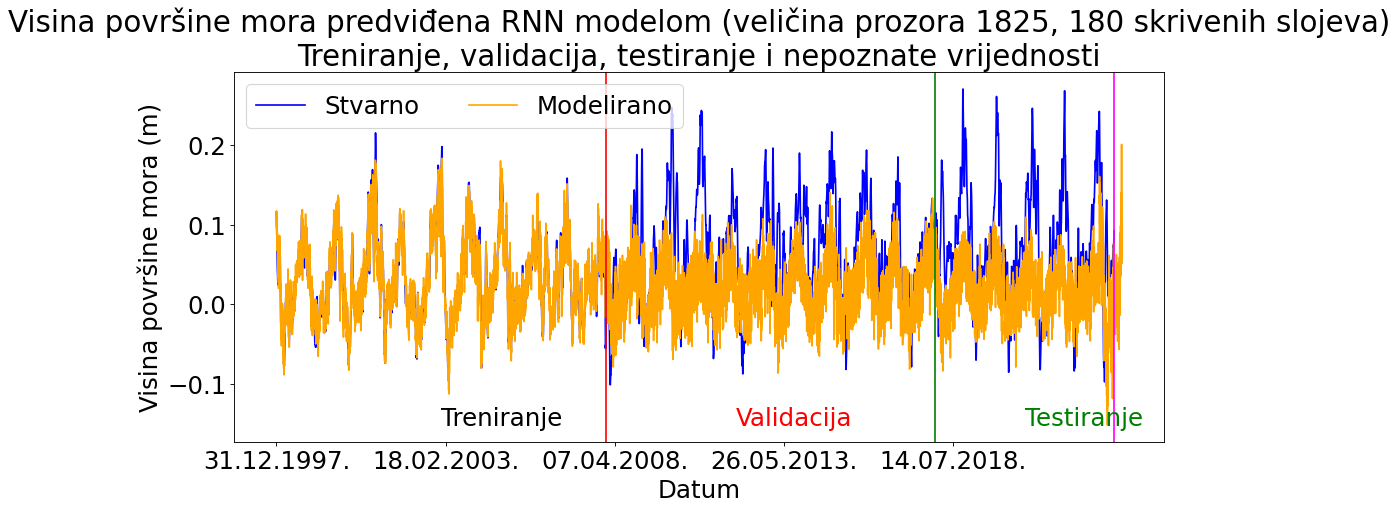 Visina površine mora predviđena RNN modelom (veličina prozora 1825, 180 skrivenih slojeva)
Treniranje, validacija, testiranje i nepoznate vrijednosti
Stvarno Modelirano
Visina površine mora (m)
0.2
0.1
0.0
−0.1
Treniranje Validacija Testiranje
31.12.1997. 18.02.2003. 07.04.2008. 26.05.2013. 14.07.2018.
Datum